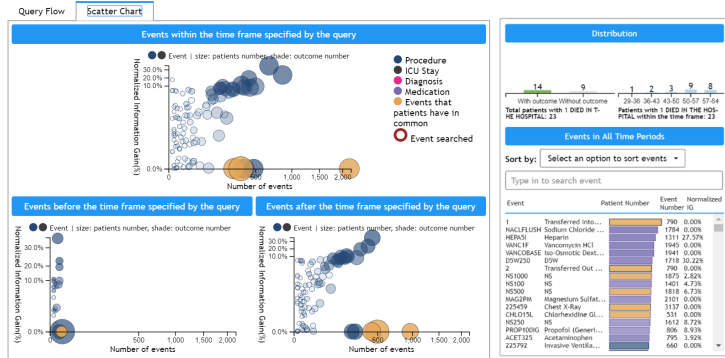 Query Flow
Scatter Chart
Events within the time frame specified by the query
Event | size: patients number, shade: outcome number
Normalized Information Gain(%)
30.0%
20.0%
10.0%
0.0%
0
500
1,000
1,500
2,000
Number of events
Procedure
ICU Stay
Diagnosis
Medication
Events that
patients have in
common
Event searched
Events before the time frame specified by the query
Event | size: patient number, shade: outcome number
Normalized Information Gain(%)
30.0%
20.0%
10.0%
0.0%
0
500
1,000
1,500
2,000
Number of events
Events after the time frame specified by the query
Event | size: patient number, shade: outcome number
Normalized Information Gain(%)
30.0%
20.0%
10.0%
0.0%
0
500
1,000
1,500
2,000
Number of events
Distribution
14
9
With outcome Without outcome
Total patients with 1 DIED IN T-
HE HOSPITAL: 23
1 2 3 9 8
29-36 36-43 43-50 50-57 57-64
Patients with 1 DIED IN THE HOS-
PITAL within the time frame: 23
Events in All Time Periods
Sort by: Select an option to sort events
Type in to search event
Event Patient Number Event Number Normalized IG
1 Transferred Into... 790 0.00%
NACLFLUSH Sodium Chloride ... 1784 0.00%
HEPA5I Heparin 1311 27.57%
VANC1F Vancomycin HCl 1945 0.00%
VANCOBASE Iso-Osmotic Dext... 1941 0.00%
D5W250 D5W 1718 30.22%
2 Transferred Out ... 790 0.00%
NS1000 NS 1875 2.82%
NS100 NS 1401 4.73%
NS500 NS 1818 6.73%
MAG2PM Magnesium Sulfat... 2101 0.00%
225459 Chest X-Ray 3137 0.00%
CHLO15L Chlorhexidine Gl... 531 0.00%
NS250 NS 1612 8.72%
PROP100IG Propofol (Generi... 806 8.93%
ACET325 Acetaminophen 795 3.92%
225792 Invasive Ventila... 660 0.00%